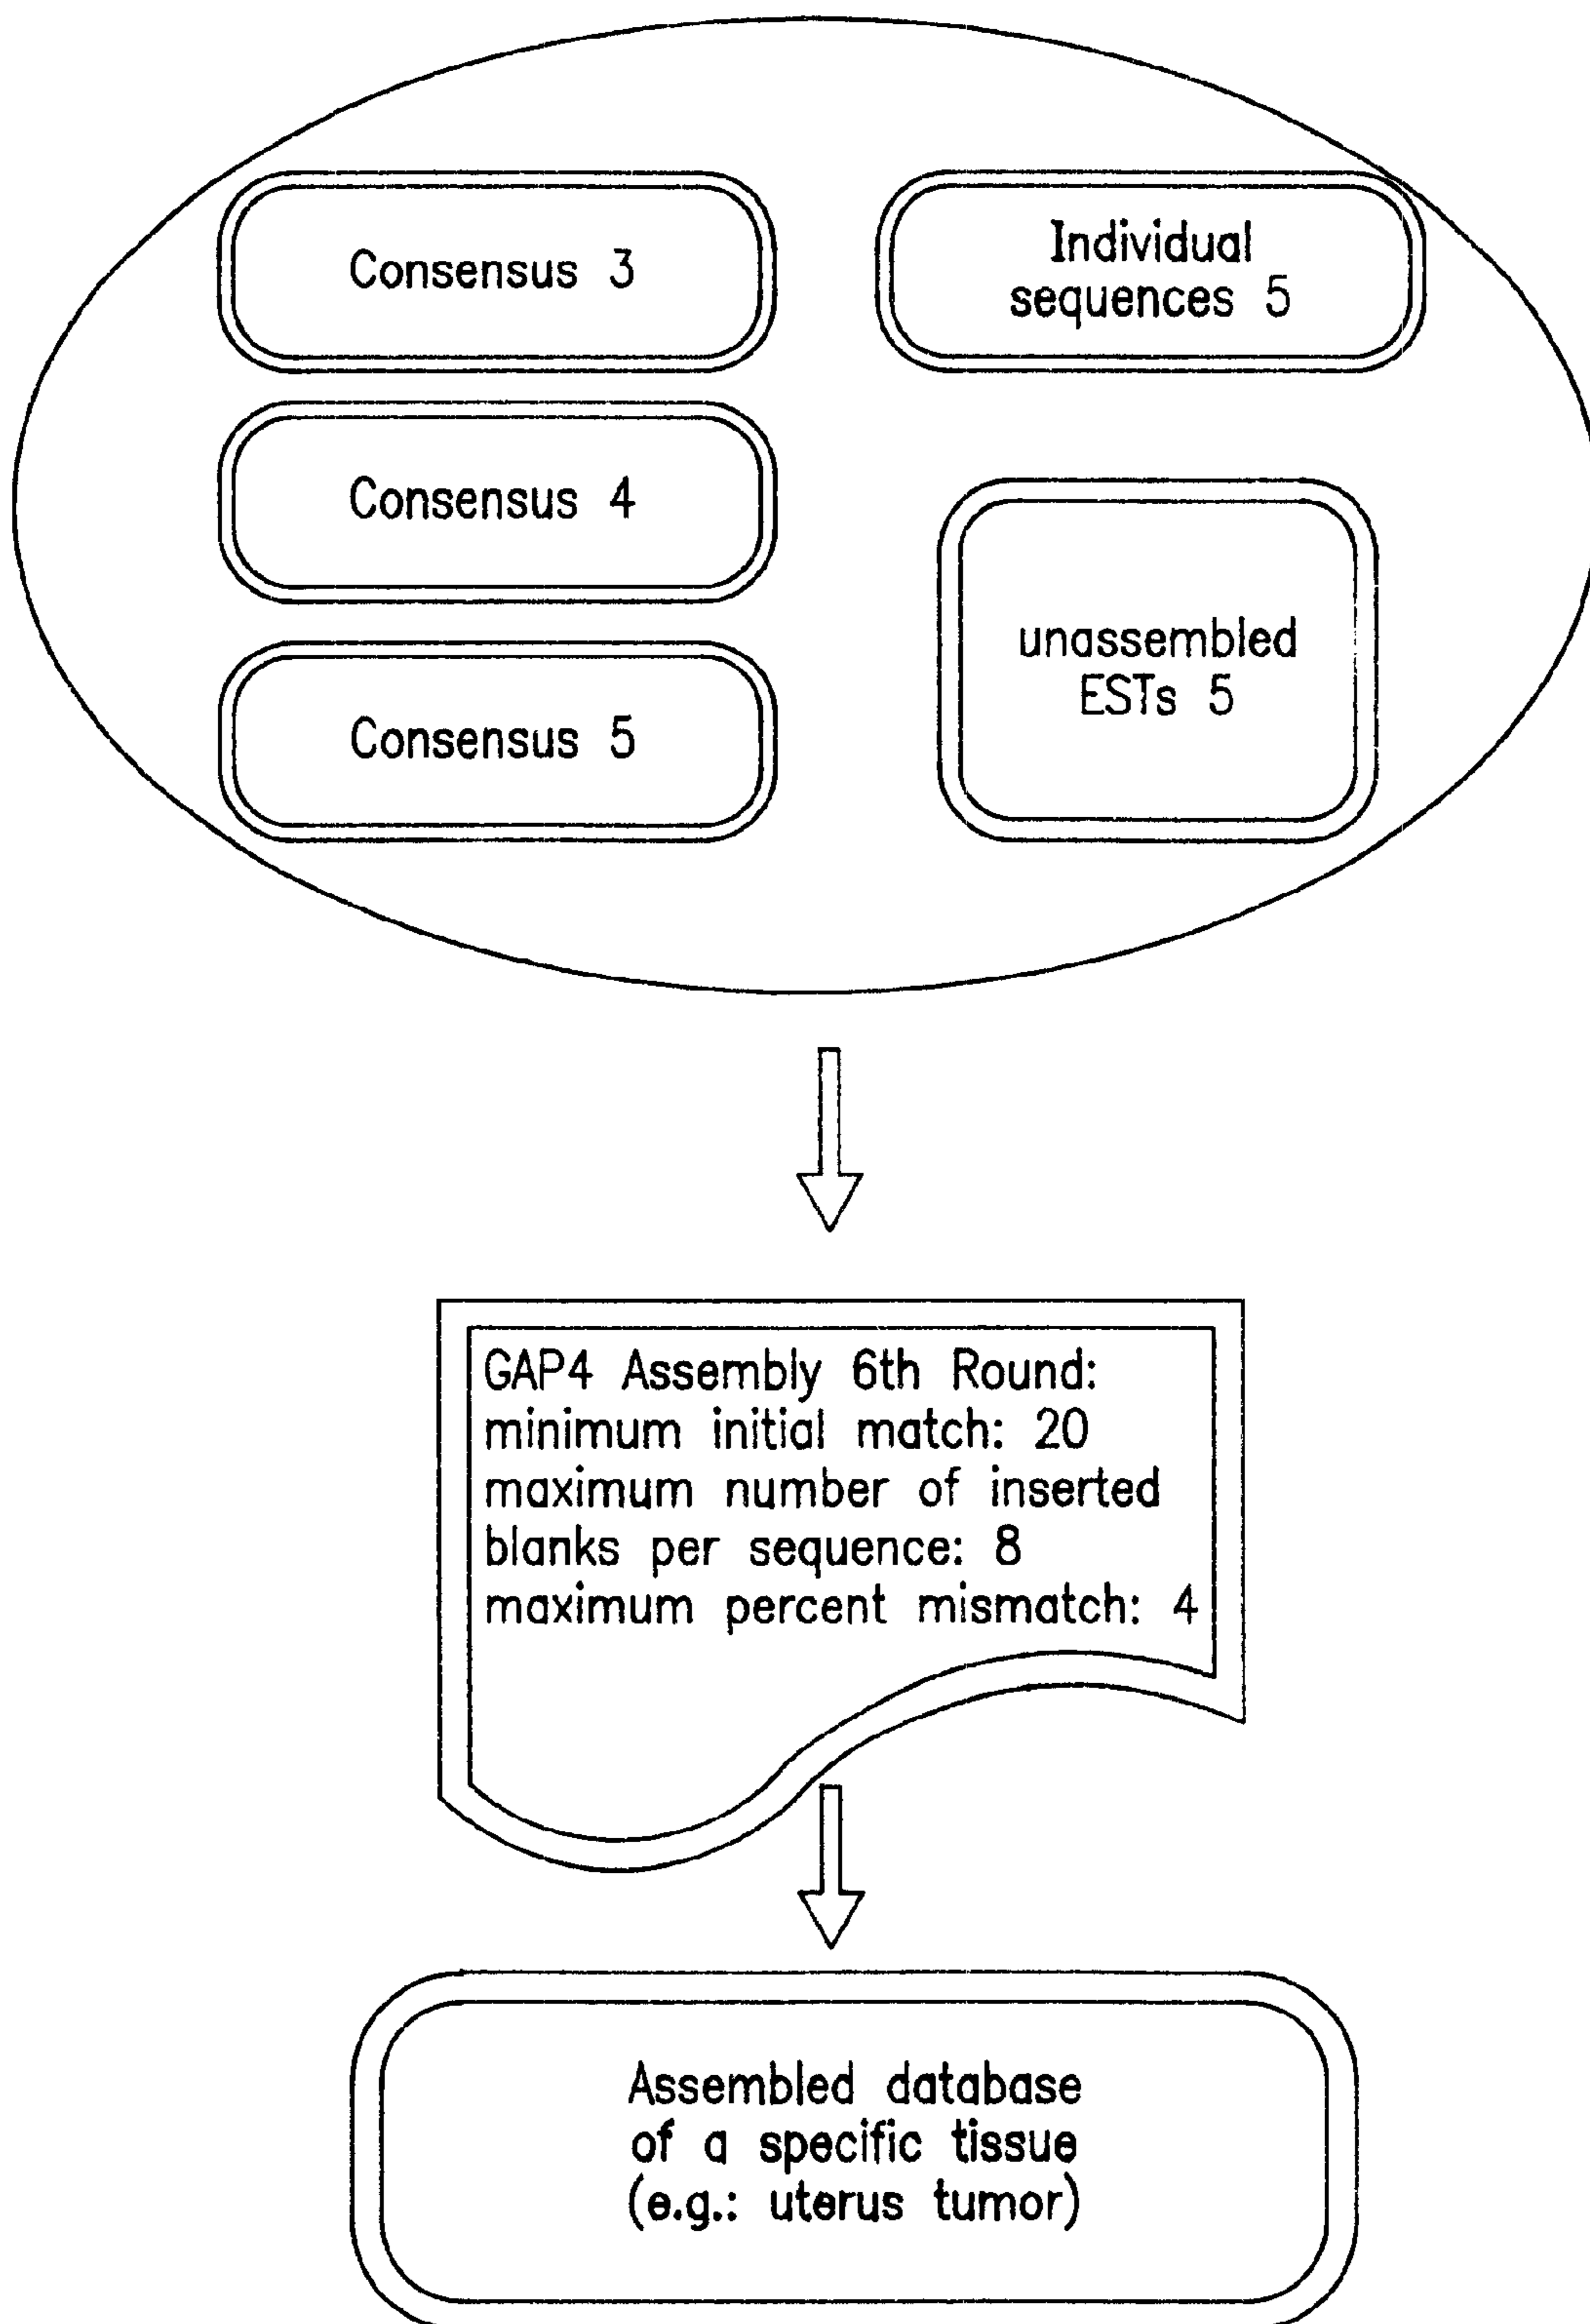 Consensus 3
Individual
sequences 5
Consensus 4
unassembled
ESTs 5
Consensus 5
GAP4 Assembly 6th Round:
minimum initial match: 20
maximum number of inserted
blanks per sequence: 8
maximum percent mismatch: 4
Assembled database
of a specific tissue
(e.g.: uterus tumor)